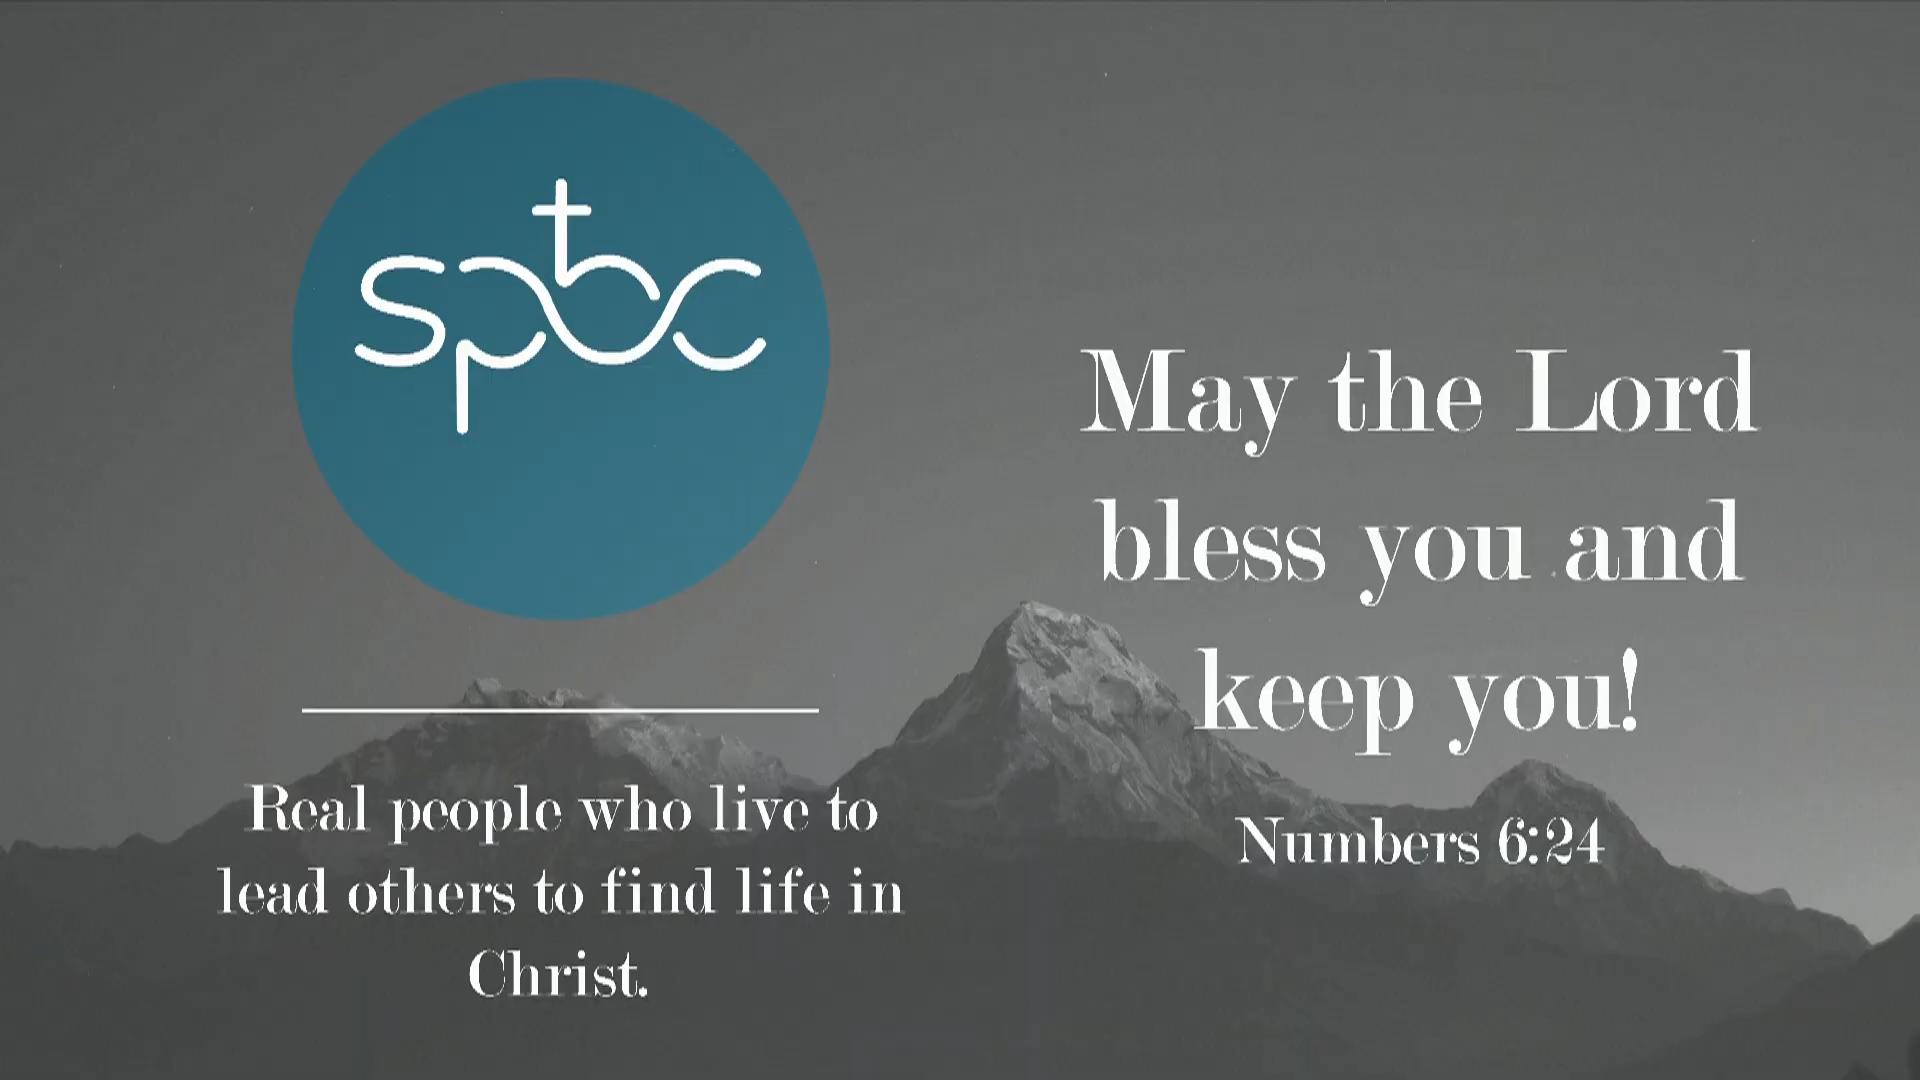 spbc
Real people who live to
lead others to find life in
Christ.
May the Lord
bless you and
keep you!
Numbers 6:24